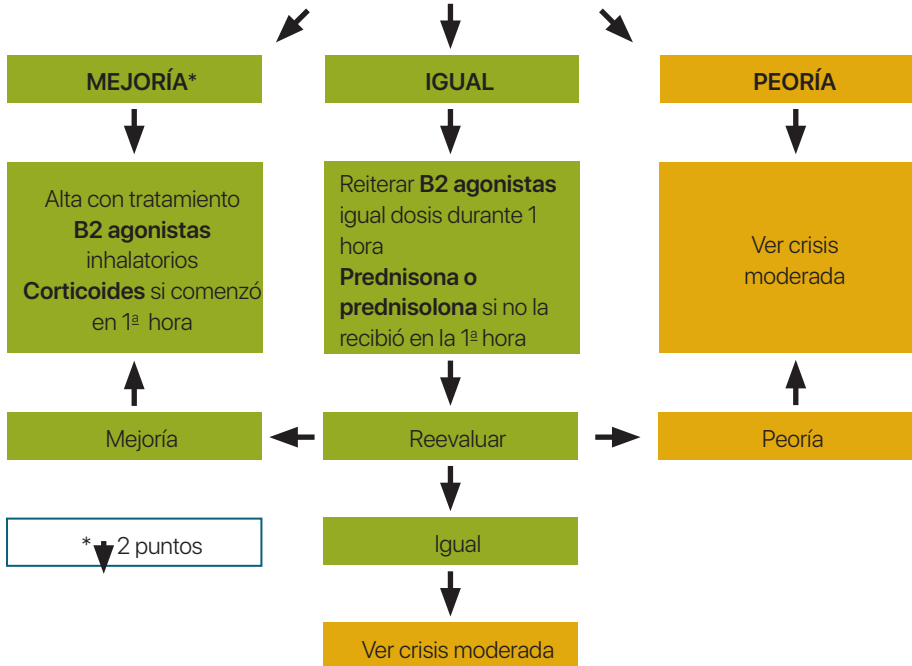 MEJORÍA*
IGUAL
PEORÍA
Alta con tratamiento
B2 agonistas
inhalatorios
Corticoides si comenzó
en 1ª hora
Reiterar B2 agonistas
igual dosis durante 1
hora
Prednisona o
prednisolona si no la
recibió en la 1ª hora
Ver crisis
moderada
Mejoría
Reevaluar
Peoría
* 2 puntos
Igual
Ver crisis moderada